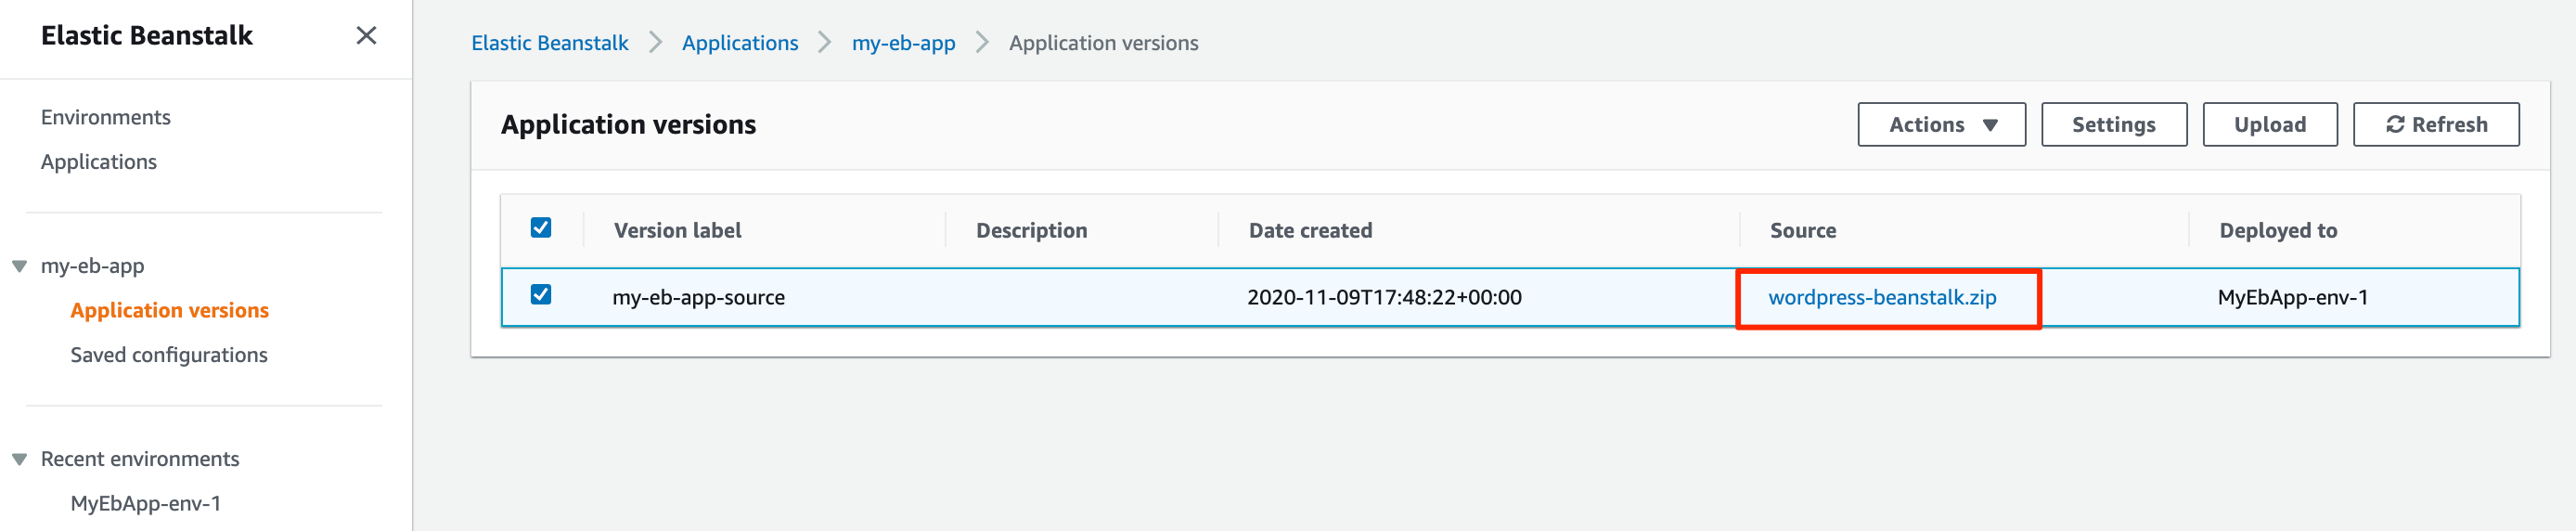 Elastic Beanstalk
Environments
Applications
my-eb-app
Application versions
Saved configurations
Recent environments
MyEbApp-env-1
Elastic Beanstalk Applications my-eb-app Application versions
Application versions Actions Settings Upload Refresh
Version label Description Date created Source Deployed to
my-eb-app-source 2020-11-09T17:48:22+00:00 wordpress-beanstalk.zip MyEbApp-env-1